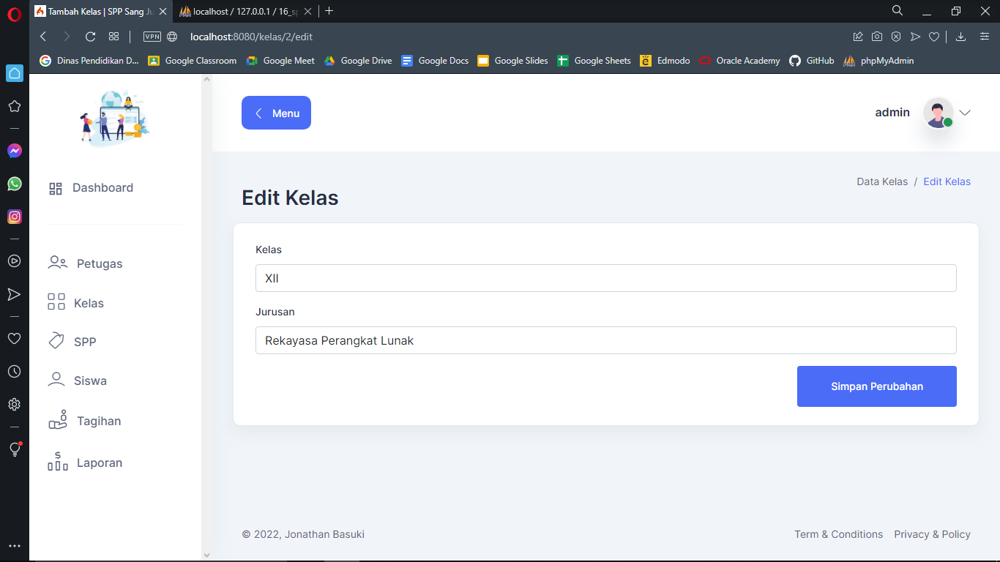 Tambah Kelas | SPP Sang Ju
localhost / 127.0.0.1 / 16_sp
VPN
localhost:8080/kelas/2/edit
Dinas Pendidikan D...
Google Classroom
Google Meet
Google Drive
Google Docs
Google Slides
Google Sheets
Edmodo
Oracle Academy
GitHub
phpMyAdmin
Menu
admin
Dashboard
Petugas
Kelas
SPP
Siswa
Tagihan
Laporan
Data Kelas / Edit Kelas
Edit Kelas
Kelas
XII
Jurusan
Rekayasa Perangkat Lunak
Simpan Perubahan
© 2022, Jonathan Basuki
Term & Conditions
Privacy & Policy